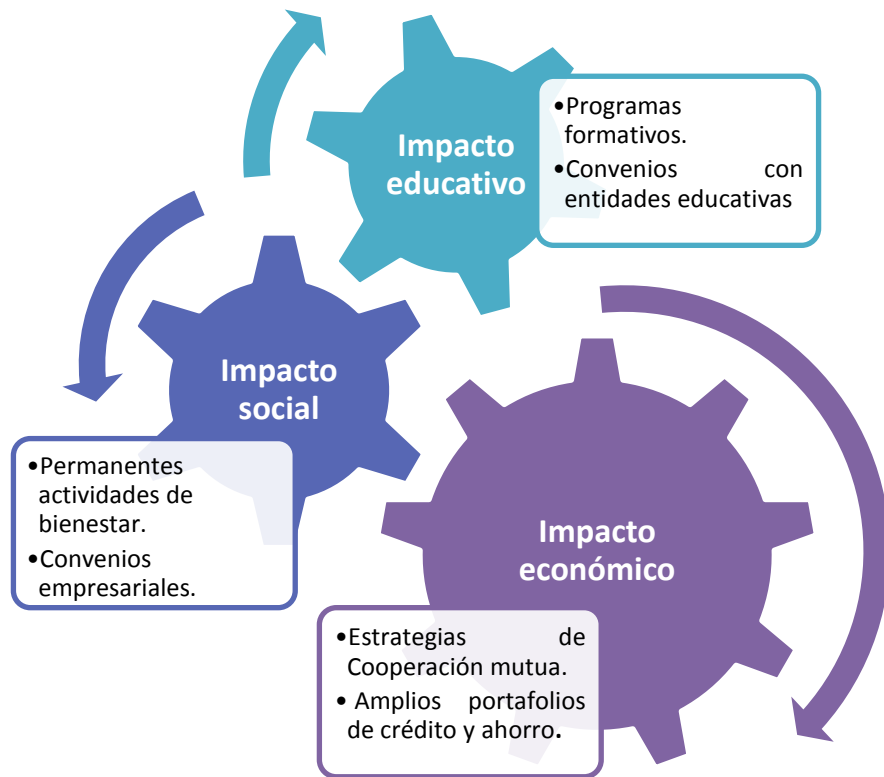 Impacto
educativo
•Programas
formativos.
•Convenios con
entidades educativas
Impacto
social
•Permanentes
actividades de
bienestar.
•Convenios
empresariales.
Impacto
económico
•Estrategias de
Cooperación mutua.
• Amplios portafolios
de crédito y ahorro.